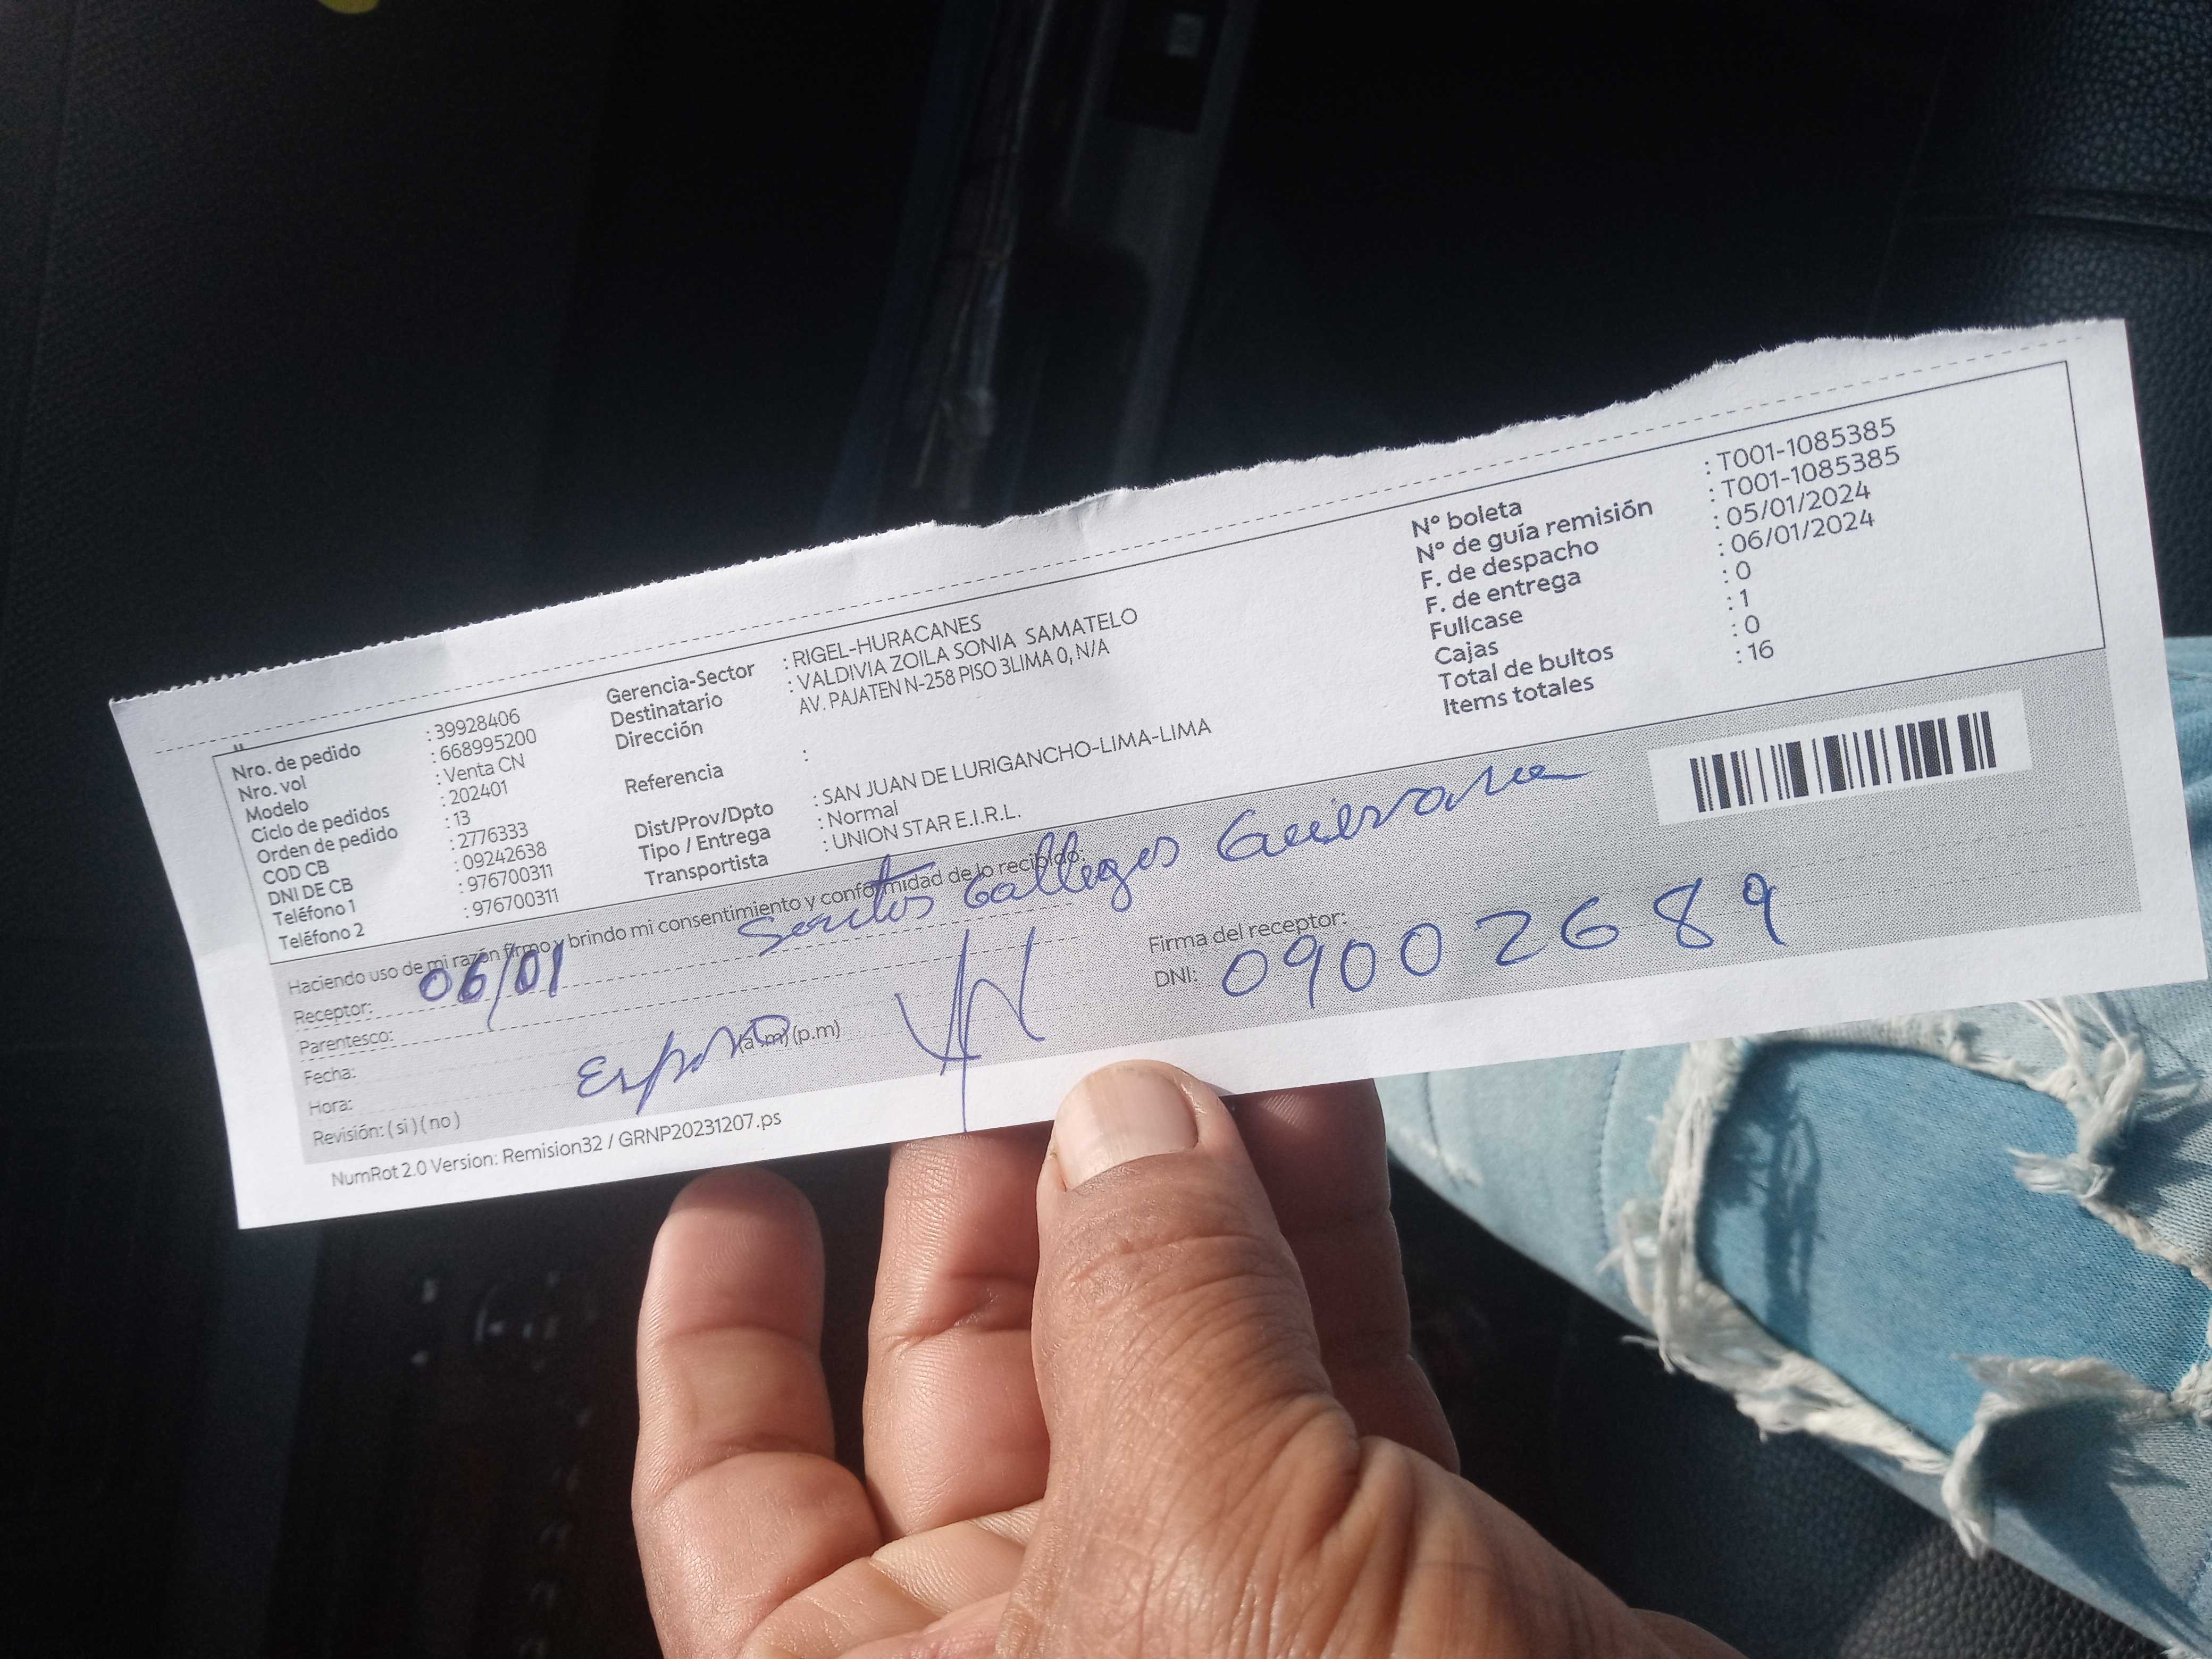 Nro. de pedido : 39928406
Nro. vol : 668995200
Modelo : Venta CN
Ciclo de pedidos : 202401
Orden de pedido : 13
COD CB : 2776333
DNI DE CB : 09242638
Teléfono 1 : 976700311
Teléfono 2 : 976700311
Gerencia-Sector : RIGEL-HURACANES
Destinatario : VALDIVIA ZOILA SONIA SAMATELO
Dirección AV. PAJATEN N-258 PISO 3LIMA 0, N/A
Referencia :
Dist/Prov/Dpto : SAN JUAN DE LURIGANCHO-LIMA-LIMA
Tipo / Entrega : Normal
Transportista : UNION STAR E.I.R.L.
N° boleta : T001-1085385
N° de guía remisión : T001-1085385
F. de despacho : 05/01/2024
F. de entrega : 06/01/2024
Fullcase : 0
Cajas : 1
Total de bultos : 0
Items totales : 16
Haciendo uso de mi razón firmo y brindo mi consentimiento y conformidad de lo recibido:
Santos Gallegos Guevara
Receptor: 06/01
Parentesco:
Fecha:
Hora: (a.m) (p.m)
Esposo
Revisión: ( si ) ( no )
Firma del receptor:
DNI: 09002689
NumRot 2.0 Version: Remision32 / GRNP20231207.ps